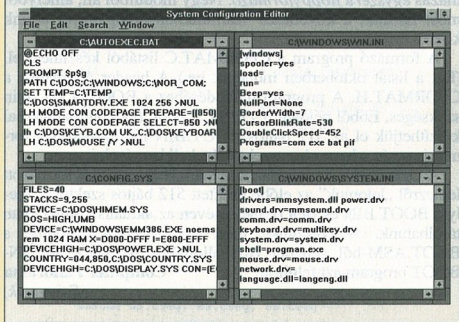 System Configuration Editor
File Edit Search Window
C:\AUTOEXEC.BAT
@ECHO OFF
CLS
PROMPT $p$g
PATH C:\DOS;C:\WINDOWS;C:\NOR_COM;
SET TEMP=C:\TEMP
C:\DOS\SMARTDRV.EXE 1024 256 >NUL
LH MODE CON CODEPAGE PREPARE=((850)
LH MODE CON CODEPAGE SELECT=850 >NU
lh C:\DOS\KEYB.COM UK,,C:\DOS\KEYBOAR
LH C:\DOS\MOUSE /Y >NUL
C:\WINDOWS\WIN.INI
[windows]
spooler=yes
load=
run=
Beep=yes
NullPort=None
BorderWidth=7
CursorBlinkRate=530
DoubleClickSpeed=452
Programs=com exe bat pif
C:\CONFIG.SYS
FILES=40
STACKS=9,256
DEVICE=C:\DOS\HIMEM.SYS
DOS=HIGH,UMB
DEVICE=C:\WINDOWS\EMM386.EXE noems
rem 1024 RAM X=D000-DFFF I=E800-EFFF
DEVICEHIGH=C:\DOS\POWER.EXE >NUL
COUNTRY=044,850,C:\DOS\COUNTRY.SYS
DEVICEHIGH=C:\DOS\DISPLAY.SYS CON=(E
C:\WINDOWS\SYSTEM.INI
[boot]
drivers=mmsystem.dll power.drv
sound.drv=mmsound.drv
comm.drv=comm.drv
keyboard.drv=multikey.drv
system.drv=system.drv
shell=progman.exe
mouse.drv=mouse.drv
network.drv=
language.dll=langeng.dll